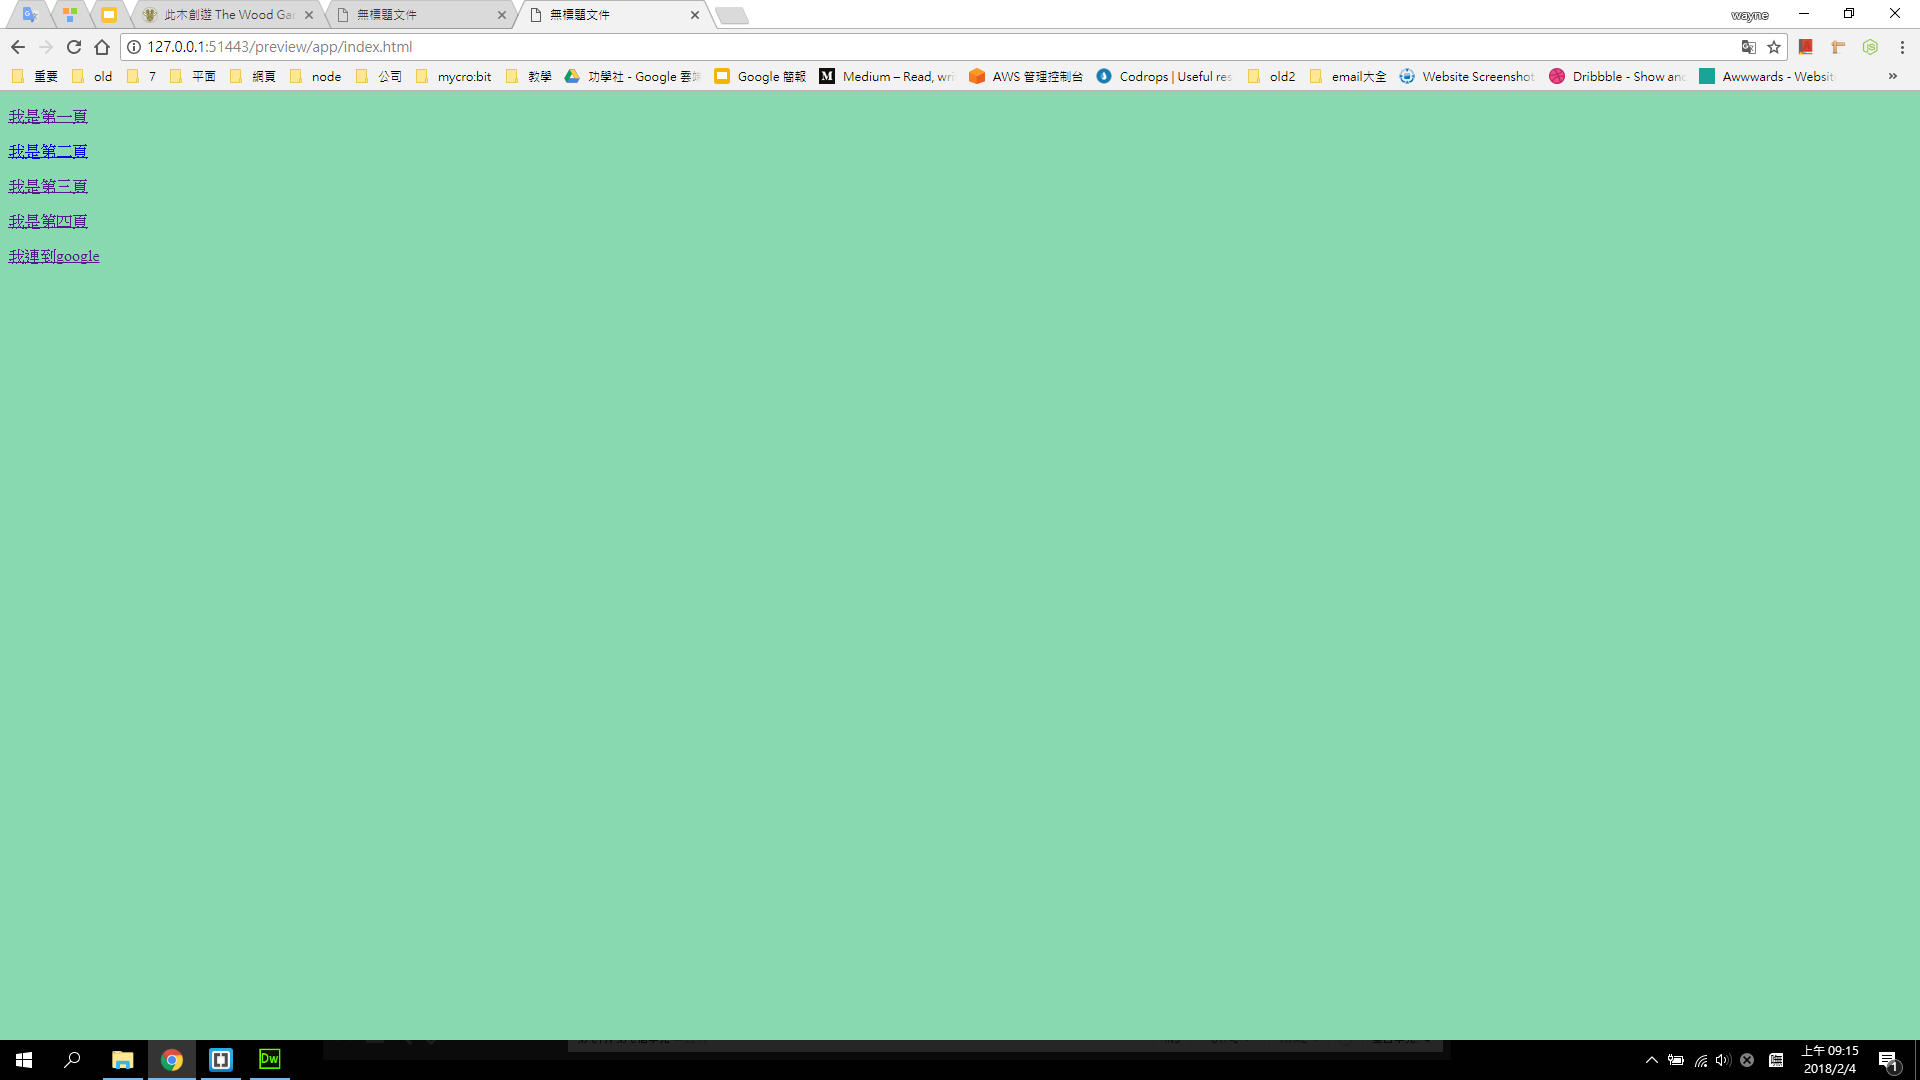 此木創遊 The Wood Gar
無標題文件
無標題文件
wayne
127.0.0.1:51443/preview/app/index.html
重要 old 7 平面 網頁 node 公司 mycro:bit 教學 功學社 - Google 雲端 Google 簡報 Medium – Read, wri AWS 管理控制台 Codrops | Useful res old2 email大全 Website Screenshot Dribbble - Show and Awwwards - Website »
我是第一頁
我是第二頁
我是第三頁
我是第四頁
我連到google
Dw
上午 09:15
2018/2/4
1